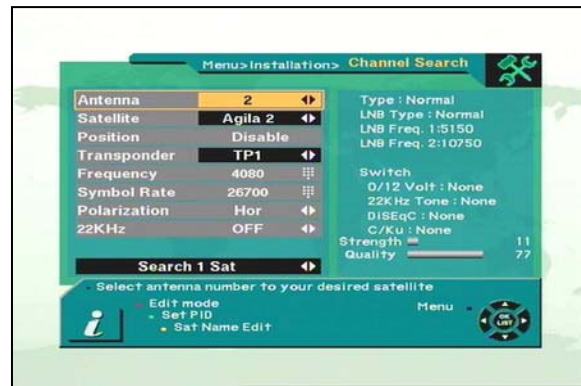 Menu>Installation> Channel Search
Antenna 2
Satellite Agila 2
Position Disable
Transponder TP1
Frequency 4080
Symbol Rate 26700
Polarization Hor
22KHz OFF
Search 1 Sat
Type : Normal
LNB Type : Normal
LNB Freq. 1:5150
LNB Freq. 2:10750
Switch
0/12 Volt : None
22KHz Tone : None
DiSEqC : None
C/Ku : None
Strength 11
Quality 77
Select antenna number to your desired satellite
Edit mode
Set PID
Sat Name Edit
Menu
OK
LIST
i